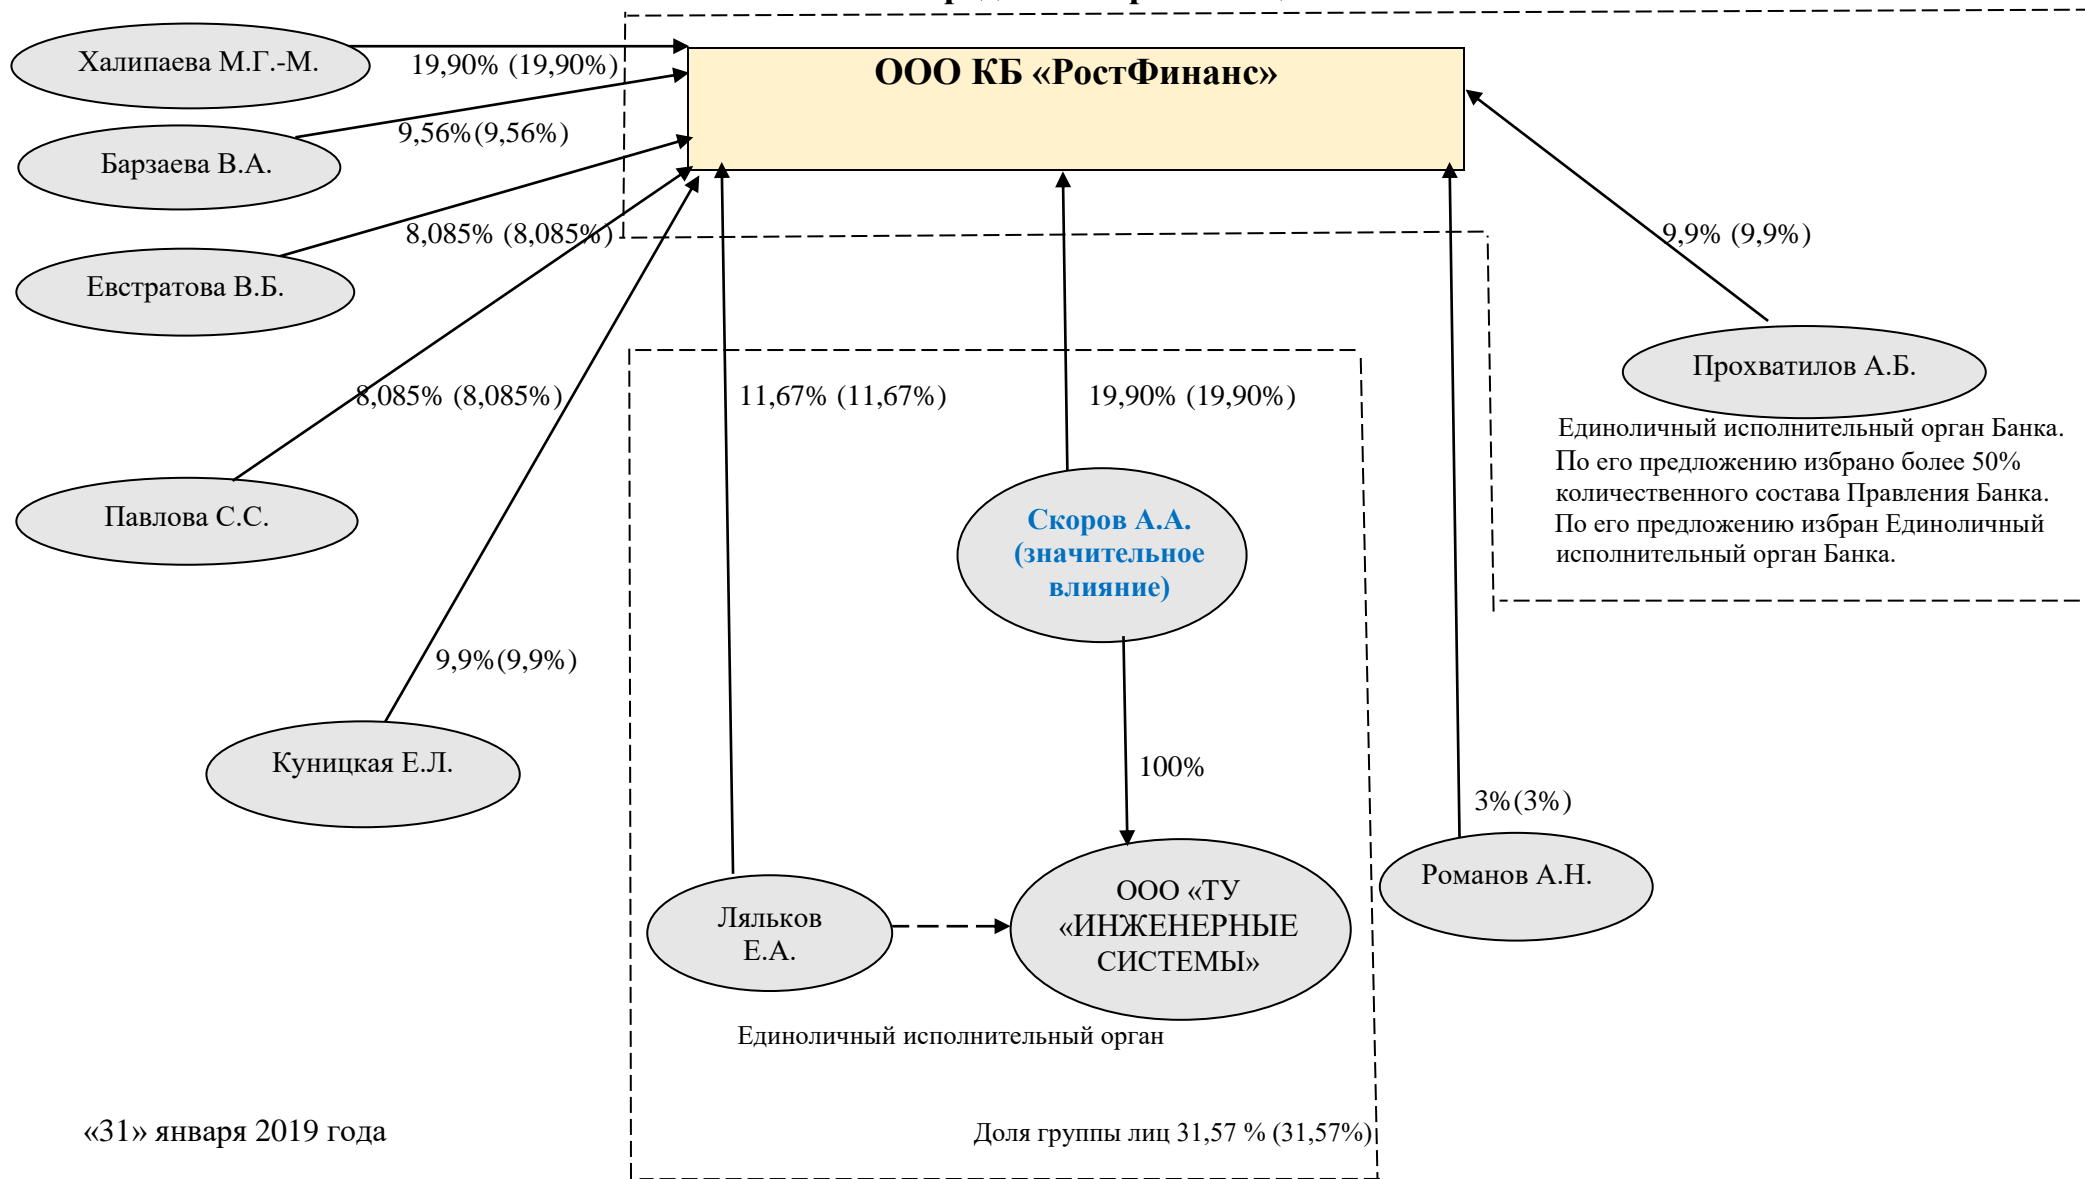 Халипаева М.Г.-М.
19,90% (19,90%)
ООО КБ «РостФинанс»
9,56%(9,56%)
Барзаева В.А.
8,085% (8,085%)
9,9% (9,9%)
Евстратова В.Б.
Прохватилов А.Б.
8,085% (8,085%)
11,67% (11,67%)
19,90% (19,90%)
Единоличный исполнительный орган Банка.
По его предложению избрано более 50%
количественного состава Правления Банка.
По его предложению избран Единоличный
исполнительный орган Банка.
Павлова С.С.
Скоров А.А.
(значительное
влияние)
9,9%(9,9%)
Куницкая Е.Л.
100%
3%(3%)
Романов А.Н.
Ляльков
Е.А.
ООО «ТУ
«ИНЖЕНЕРНЫЕ
СИСТЕМЫ»
Единоличный исполнительный орган
«31» января 2019 года
Доля группы лиц 31,57 % (31,57%)